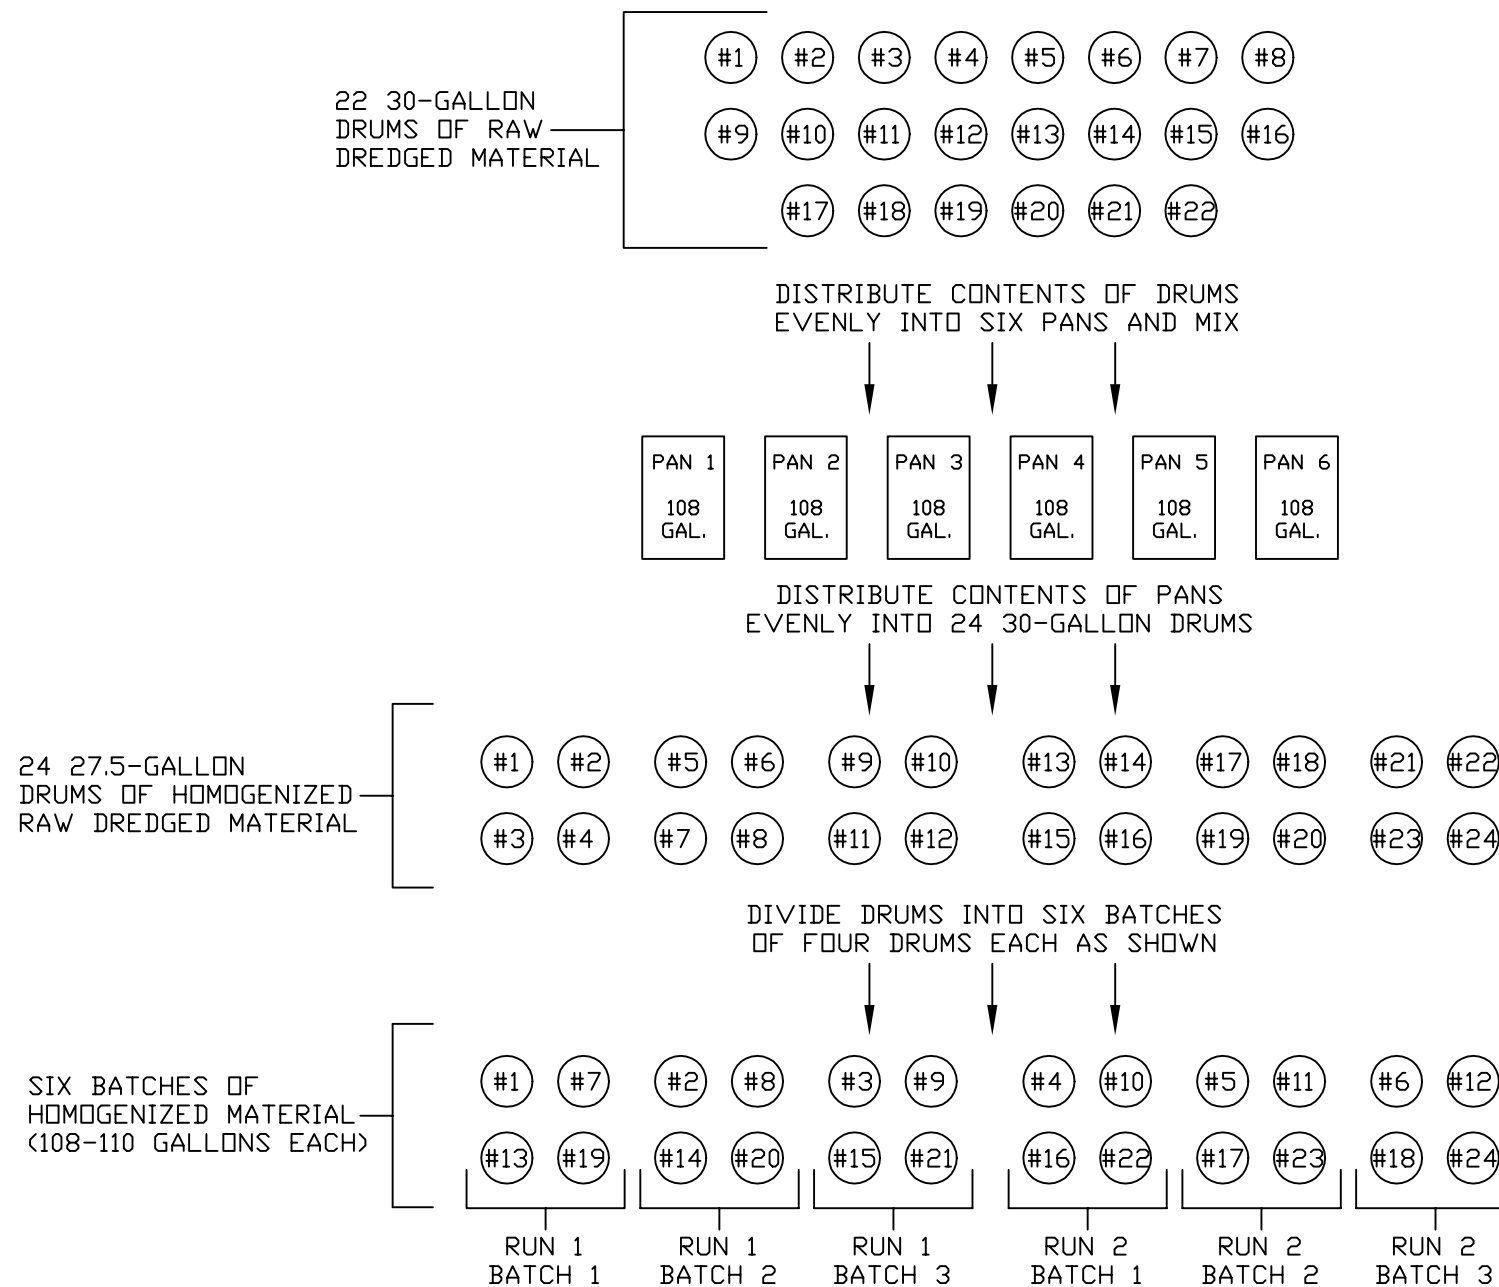 #1 #2 #3 #4 #5 #6 #7 #8
22 30-GALLON
DRUMS OF RAW
DREDGED MATERIAL
#9 #10 #11 #12 #13 #14 #15 #16
#17 #18 #19 #20 #21 #22
DISTRIBUTE CONTENTS OF DRUMS
EVENLY INTO SIX PANS AND MIX
PAN 1 PAN 2 PAN 3 PAN 4 PAN 5 PAN 6
108 108 108 108 108 108
GAL. GAL. GAL. GAL. GAL. GAL.
DISTRIBUTE CONTENTS OF PANS
EVENLY INTO 24 30-GALLON DRUMS
24 27.5-GALLON
DRUMS OF HOMOGENIZED
RAW DREDGED MATERIAL
#1 #2 #5 #6 #9 #10 #13 #14 #17 #18 #21 #22
#3 #4 #7 #8 #11 #12 #15 #16 #19 #20 #23 #24
DIVIDE DRUMS INTO SIX BATCHES
OF FOUR DRUMS EACH AS SHOWN
SIX BATCHES OF
HOMOGENIZED MATERIAL
(108-110 GALLONS EACH)
#1 #7 #2 #8 #3 #9 #4 #10 #5 #11 #6 #12
#13 #19 #14 #20 #15 #21 #16 #22 #17 #23 #18 #24
RUN 1 RUN 1 RUN 1 RUN 2 RUN 2 RUN 2
BATCH 1 BATCH 2 BATCH 3 BATCH 1 BATCH 2 BATCH 3